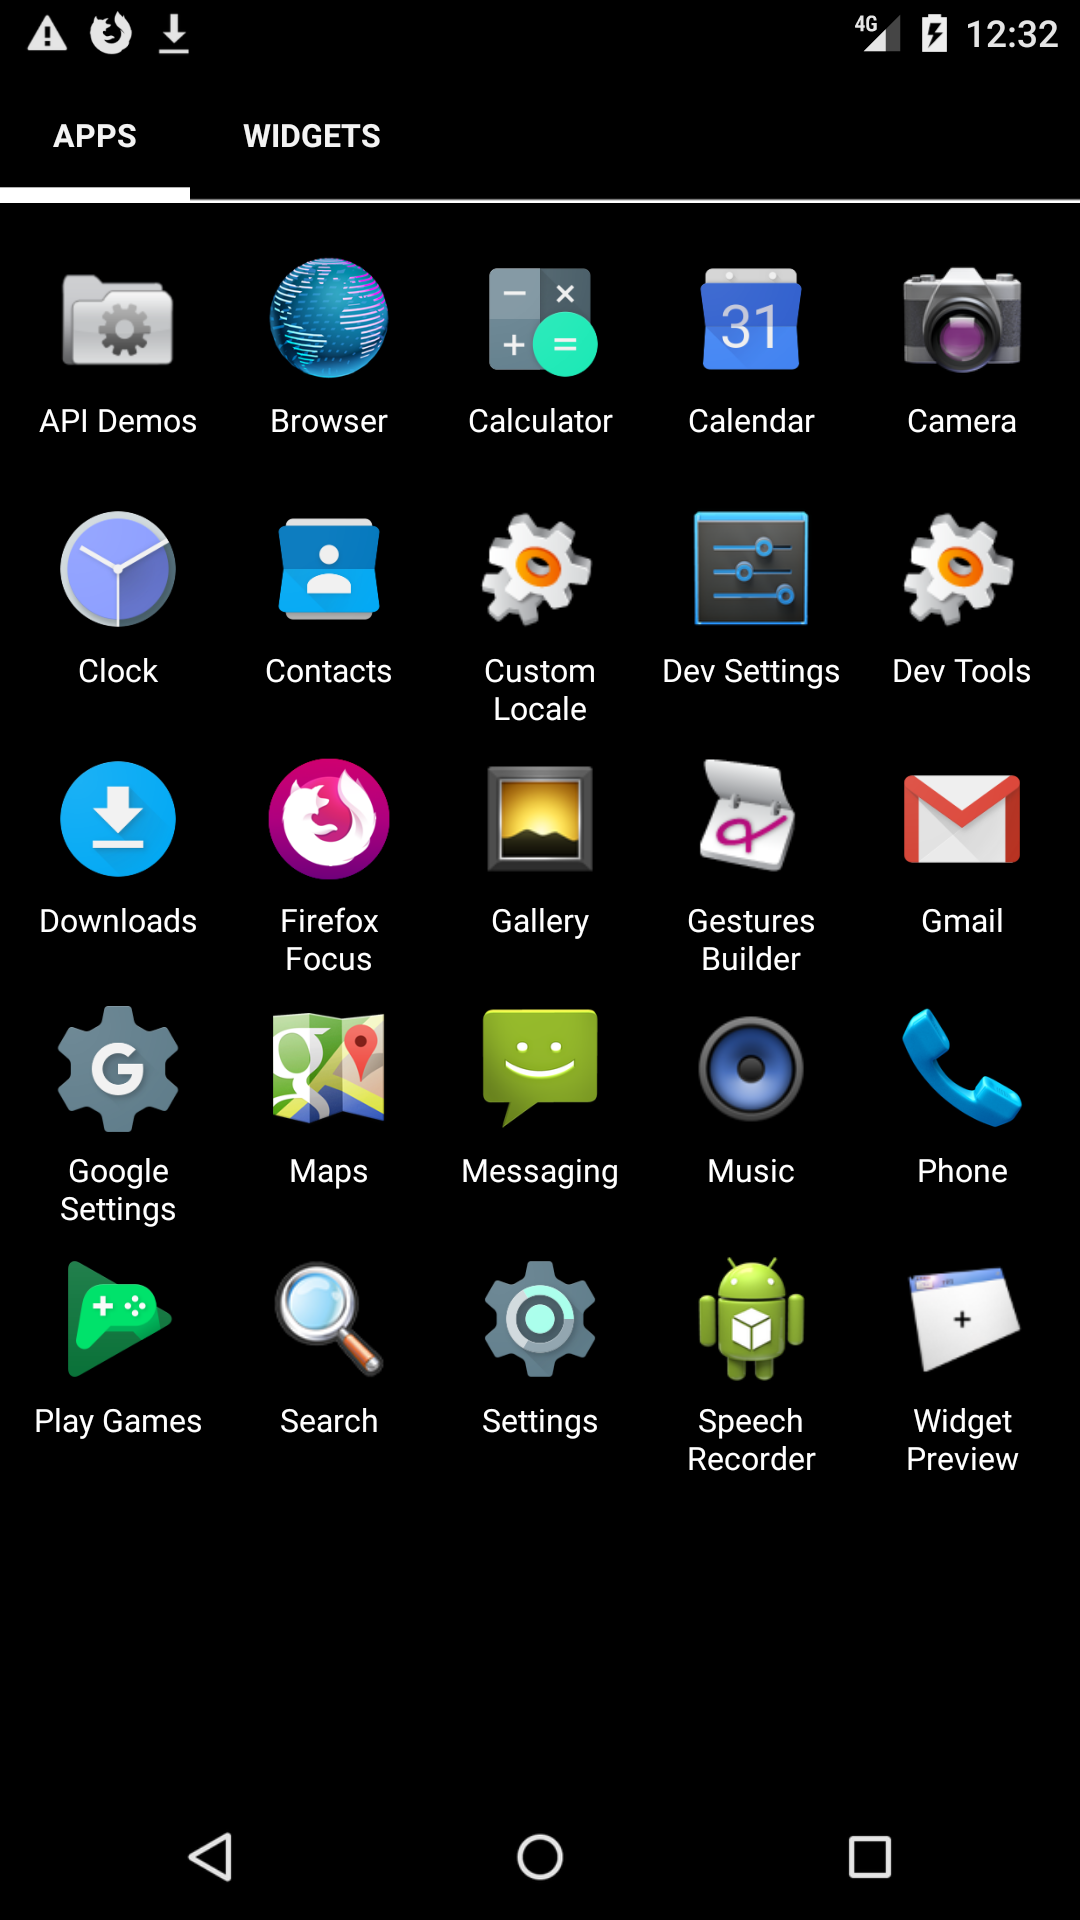 4G 12:32
APPS WIDGETS
31
API Demos Browser Calculator Calendar Camera
Clock Contacts Custom Locale Dev Settings Dev Tools
Downloads Firefox Focus Gallery Gestures Builder Gmail
G g
Google Settings Maps Messaging Music Phone
Play Games Search Settings Speech Recorder Widget Preview